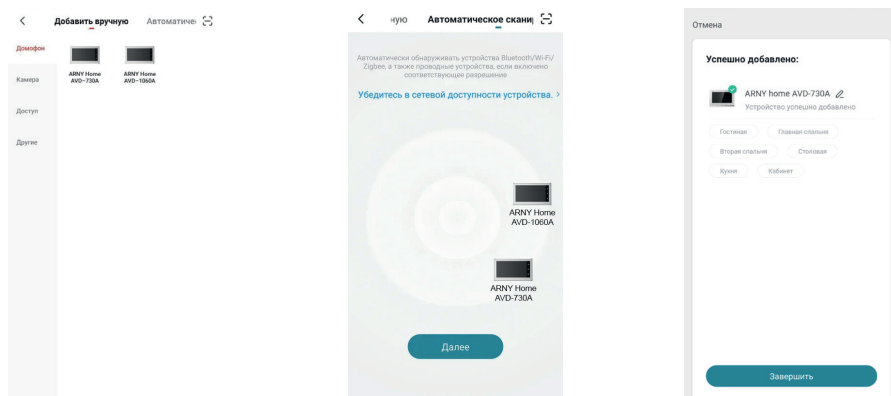 Добавить вручную
Автоматичес
Домофон
Камера
Доступ
Другие
ARNY Home
AVD-730A
ARNY Home
AVD-1060A
ную
Автоматическое скани
Автоматически обнаруживать устройства Bluetooth/Wi-Fi/
Zigbee, а также проводные устройства, если включено
соответствующее разрешение
Убедитесь в сетевой доступности устройства. >
ARNY Home
AVD-1060A
ARNY Home
AVD-730A
Далее
Отмена
Успешно добавлено:
ARNY home AVD-730A
Устройство успешно добавлено
Гостиная
Главная спальня
Вторая спальня
Столовая
Кухня
Кабинет
Завершить